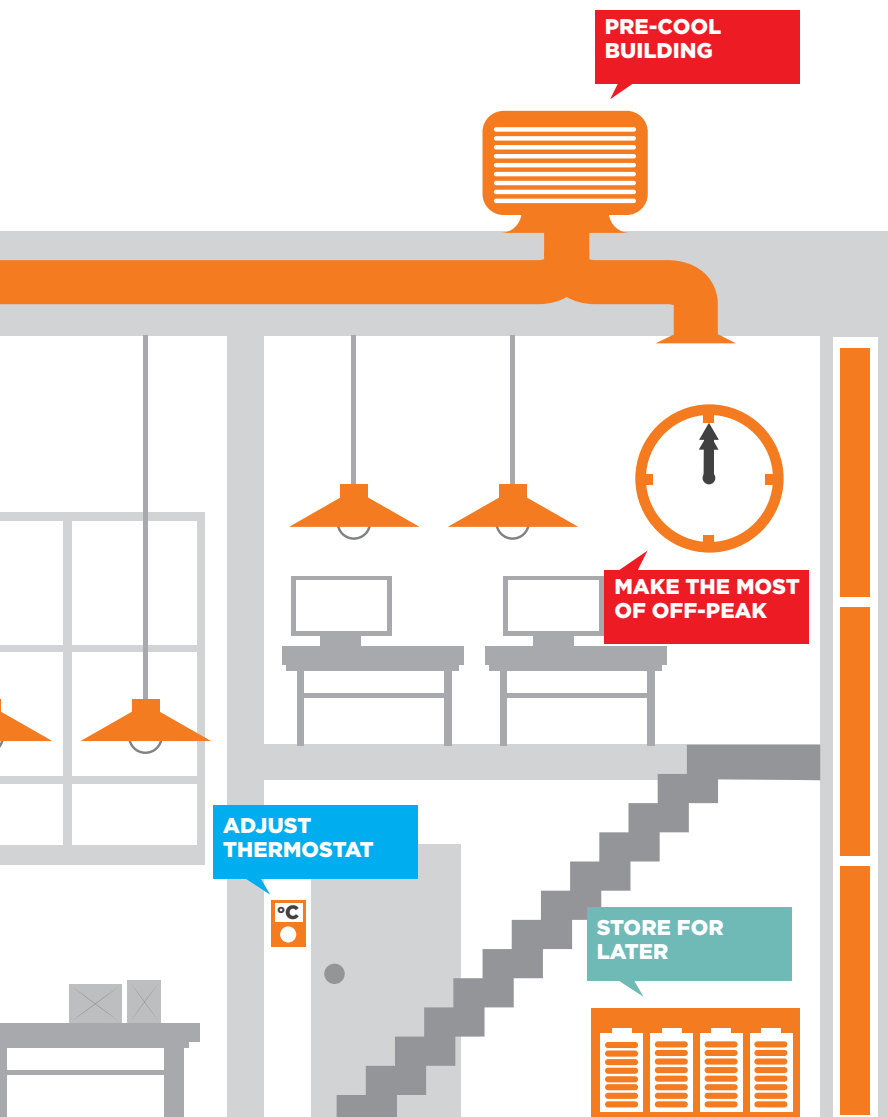 PRE-COOL
BUILDING
MAKE THE MOST
OF OFF-PEAK
ADJUST
THERMOSTAT
°C
STORE FOR
LATER